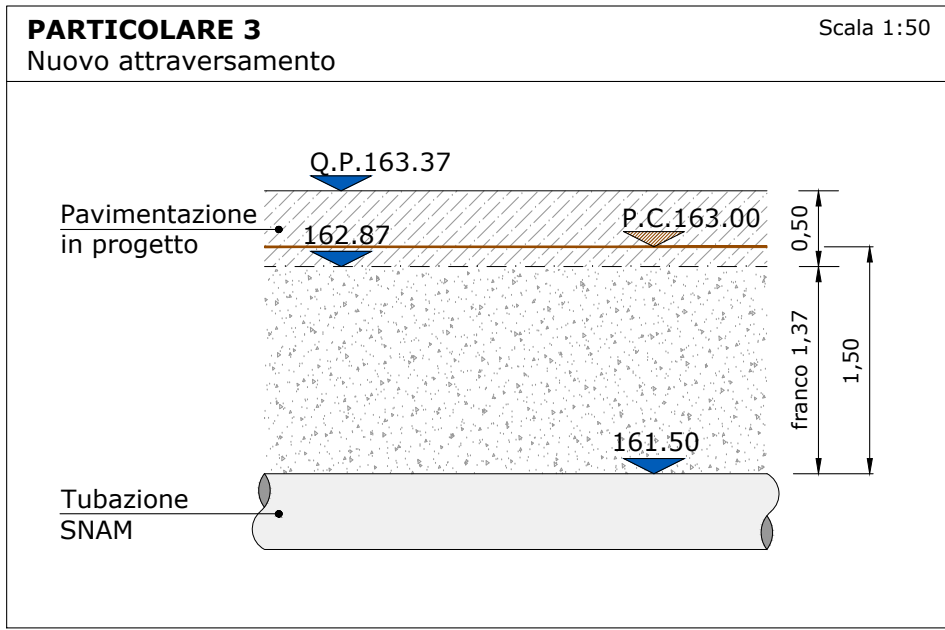 PARTICOLARE 3
Scala 1:50
Nuovo attraversamento
Q.P.163.37
Pavimentazione
in progetto
162.87
P.C.163.00
0,50
franco 1,37
1,50
161.50
Tubazione
SNAM